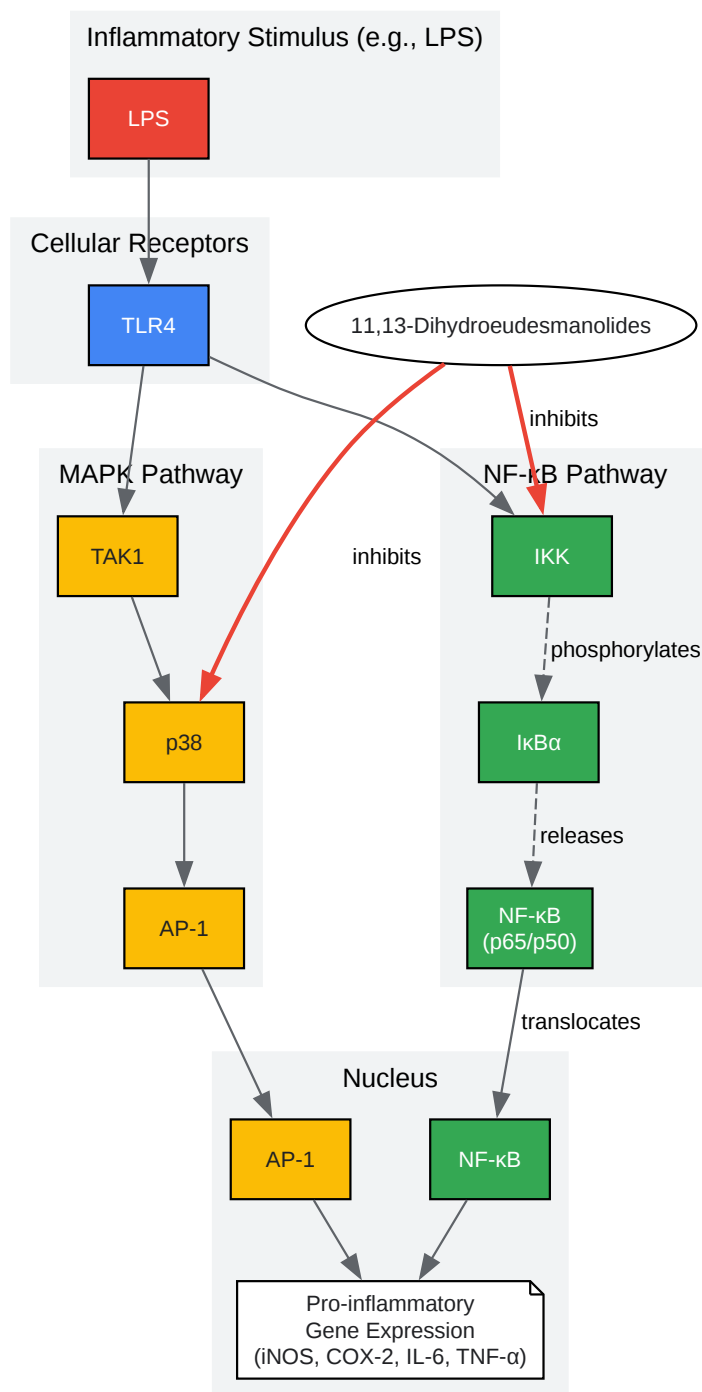 Inflammatory Stimulus (e.g., LPS)
LPS
Cellular Receptors
TLR4
11,13-Dihydroeudesmanolides
inhibits
MAPK Pathway
NF-κB Pathway
TAK1
inhibits
IKK
phosphorylates
p38
IκBα
releases
AP-1
NF-κB
(p65/p50)
translocates
Nucleus
AP-1
NF-κB
Pro-inflammatory
Gene Expression
(iNOS, COX-2, IL-6, TNF-α)